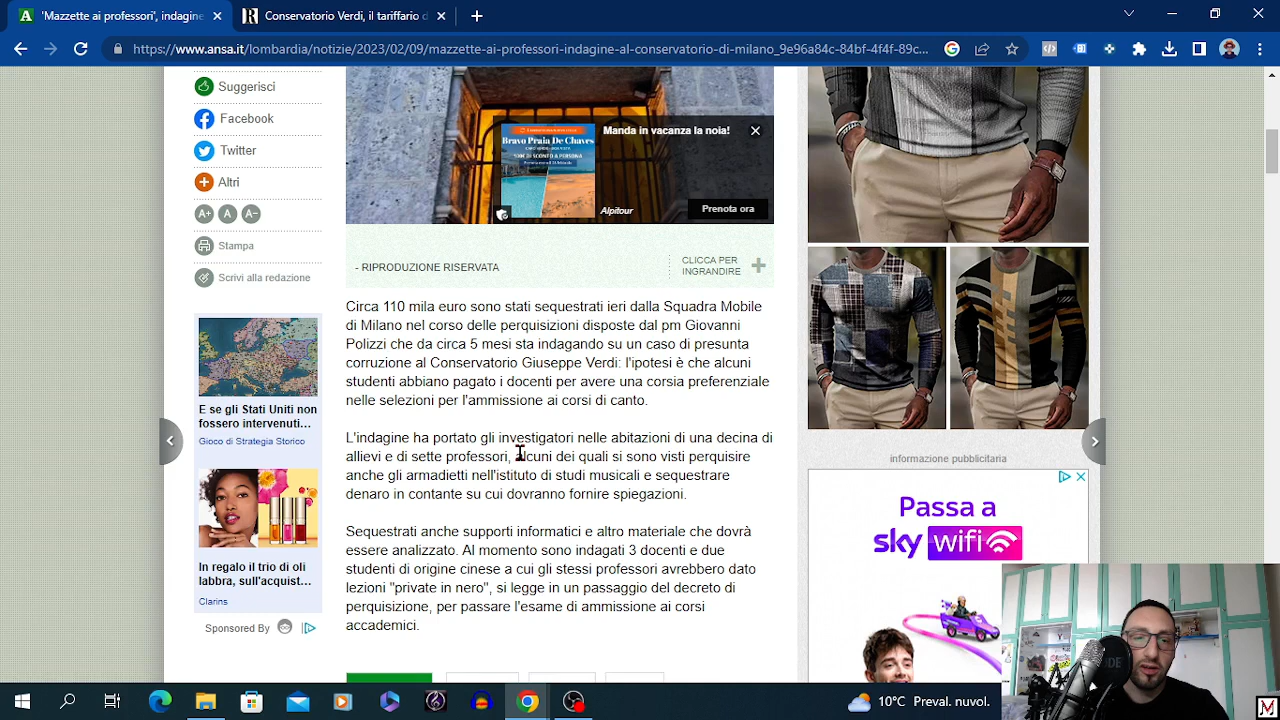 'Mazzette ai professori', indagin
Corsi di canto, il professore d
https://www.ansa.it/lombardia/notizie/2023/02/09/mazzette-ai-professori-indagine-al-conservatorio-di-milano_9e9a84c-84bf-4f4f-89c...
Suggerisci
Facebook
Twitter
Altri
A+ A A-
Stampa
Scrivi alla redazione
Manda in vacanza la noia!
Bravo Praia De Chaves
Alpitour
Prenota ora
- RIPRODUZIONE RISERVATA
CLICCA PER
INGRANDIRE
Circa 110 mila euro sono stati sequestrati ieri dalla Squadra Mobile
di Milano nel corso delle perquisizioni disposte dal pm Giovanni
Polizzi che da circa 5 mesi sta indagando su un caso di presunta
corruzione al Conservatorio Giuseppe Verdi: l'ipotesi è che alcuni
studenti abbiano pagato i docenti per avere una corsia preferenziale
nelle selezioni per l'ammissione ai corsi di canto.
L'indagine ha portato gli investigatori nelle abitazioni di una decina di
allievi e di sette professori, alcuni dei quali si sono visti perquisire
anche gli armadietti nell'istituto di studi musicali e sequestrare
denaro in contante su cui dovranno fornire spiegazioni.
Sequestrati anche supporti informatici e altro materiale che dovrà
essere analizzato. Al momento sono indagati 3 docenti e due
studenti di origine cinese a cui gli stessi professori avrebbero dato
lezioni "private in nero", si legge in un passaggio del decreto di
perquisizione, per passare l'esame di ammissione ai corsi
accademici.
E se gli Stati Uniti non
fossero intervenuti...
Gioco di Strategia Storico
In regalo il trio di oli
labbra, sull'acquist...
Clarins
Sponsored By
informazione pubblicitaria
Passa a
sky wifi
10°C Preval. nuvol.